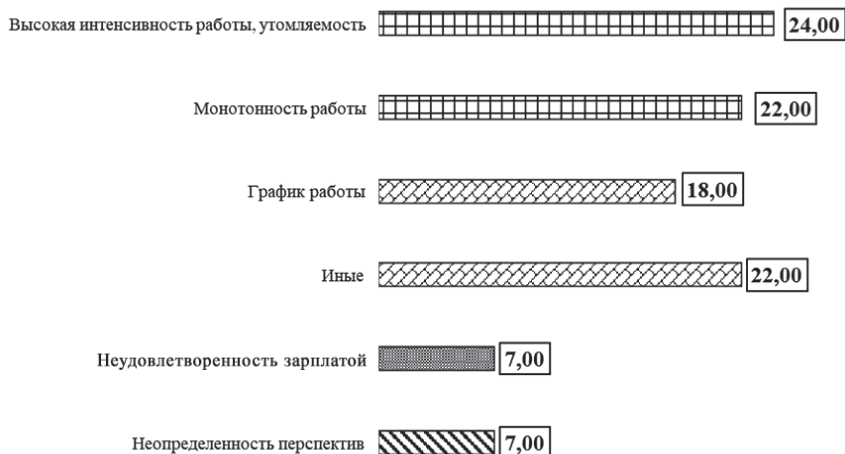 Высокая интенсивность работы, утомляемость 24,00
Монотонность работы 22,00
График работы 18,00
Иные 22,00
Неудовлетворенность зарплатой 7,00
Неопределенность перспектив 7,00